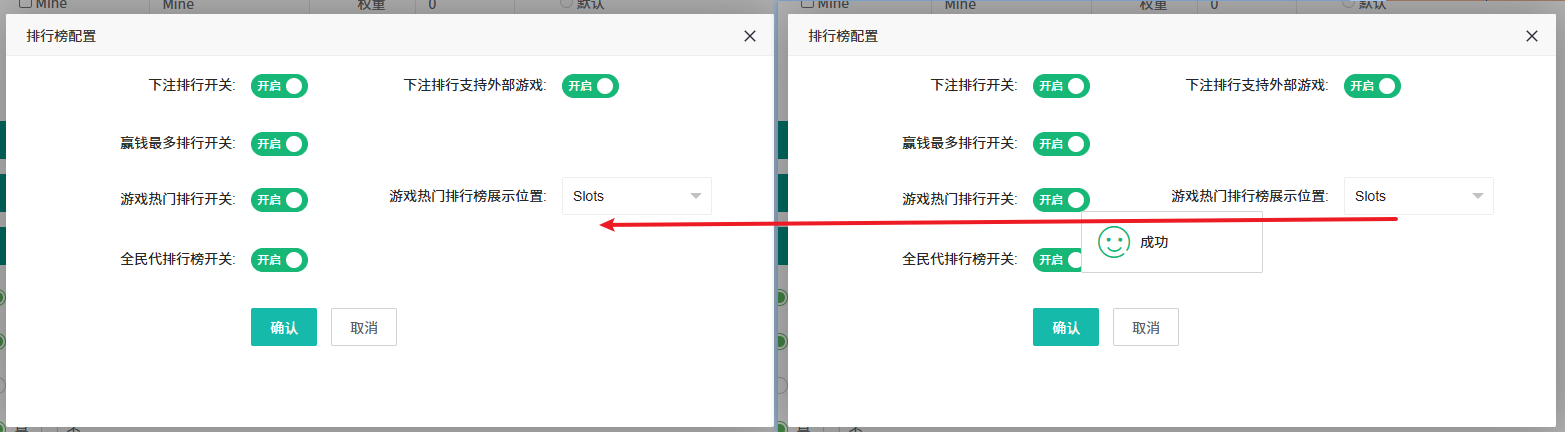 Mine Mine 权重 0 默认
排行榜配置
下注排行开关: 开启 下注排行支持外部游戏: 开启
赢钱最多排行开关: 开启
游戏热门排行开关: 开启 游戏热门排行榜展示位置: Slots
全民代排行榜开关: 开启
确认 取消
Mine Mine 权重 0 默认
排行榜配置
下注排行开关: 开启 下注排行支持外部游戏: 开启
赢钱最多排行开关: 开启
游戏热门排行开关: 开启 游戏热门排行榜展示位置: Slots
成功
全民代排行榜开关: 开启
确认 取消